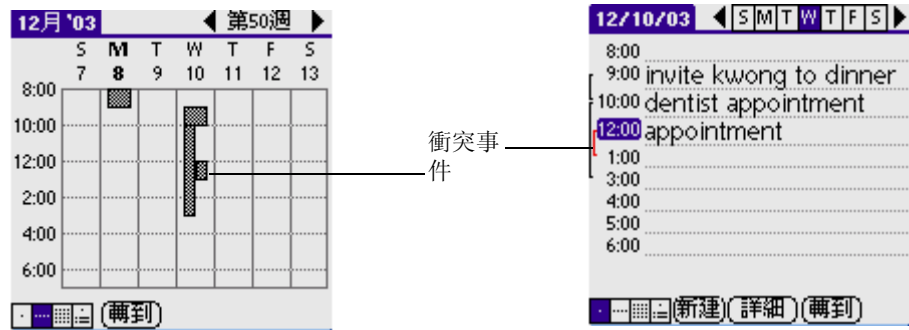 12月 '03
第50週
S M T W T F S
7 8 9 10 11 12 13
8:00
10:00
12:00
2:00
4:00
6:00
(轉到)
衝突事
件
12/10/03
S M T W T F S
8:00
9:00 invite kwong to dinner
10:00 dentist appointment
12:00 appointment
1:00
3:00
4:00
5:00
6:00
(新建) (詳細) (轉到)